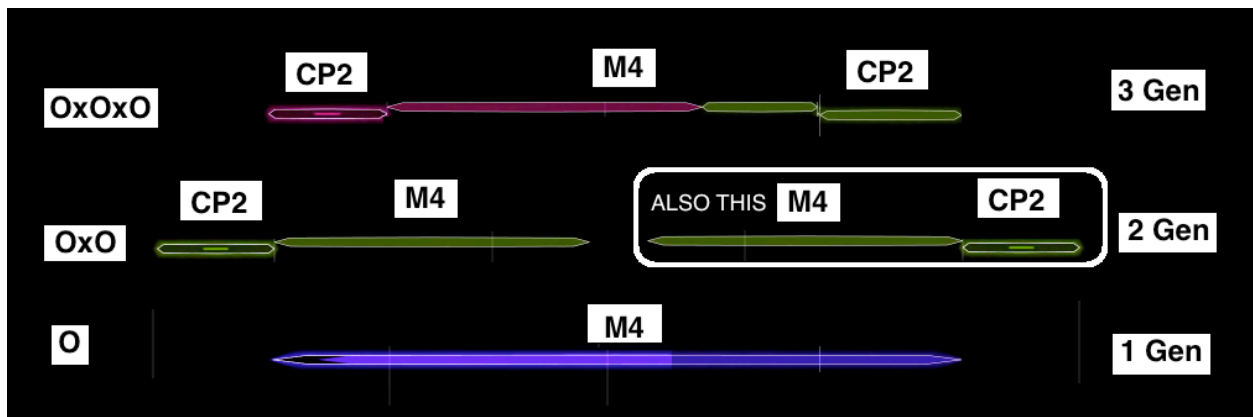 CP2 M4 CP2
OxOxO 3 Gen
CP2 M4 ALSO THIS M4 CP2
OxO 2 Gen
M4
O 1 Gen